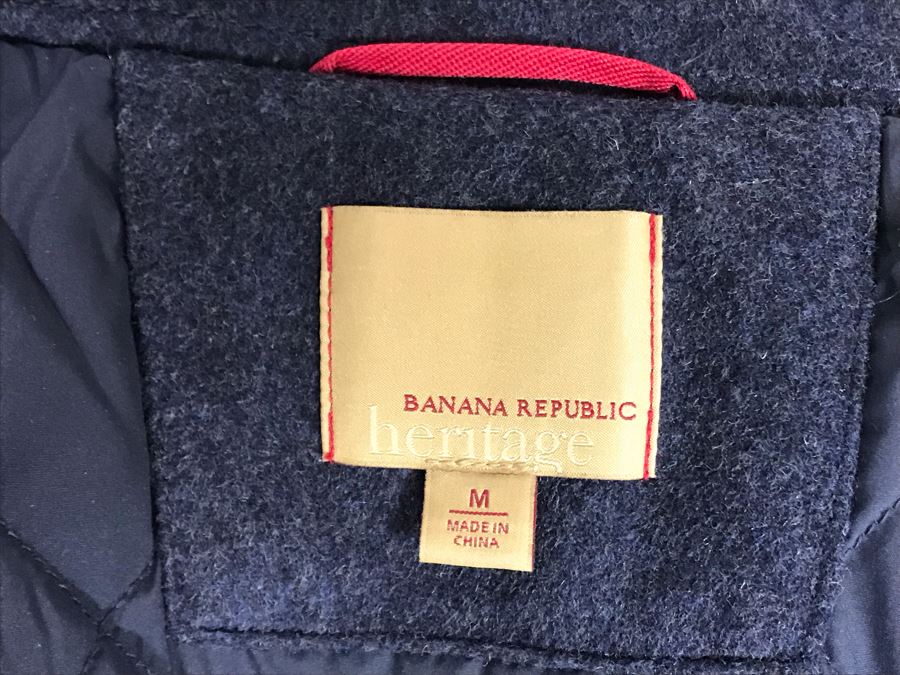 BANANA REPUBLIC
heritage
M
MADE IN
CHINA